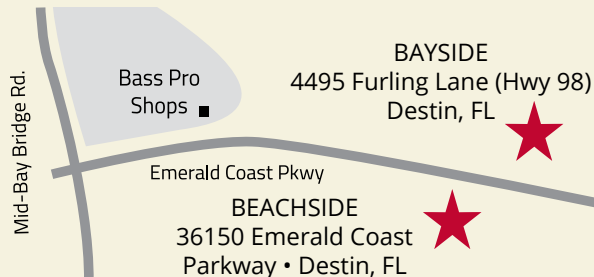 Mid-Bay Bridge Rd.
Bass Pro
Shops
BAYSIDE
4495 Furling Lane (Hwy 98)
Destin, FL
Emerald Coast Pkwy
BEACHSIDE
36150 Emerald Coast
Parkway • Destin, FL